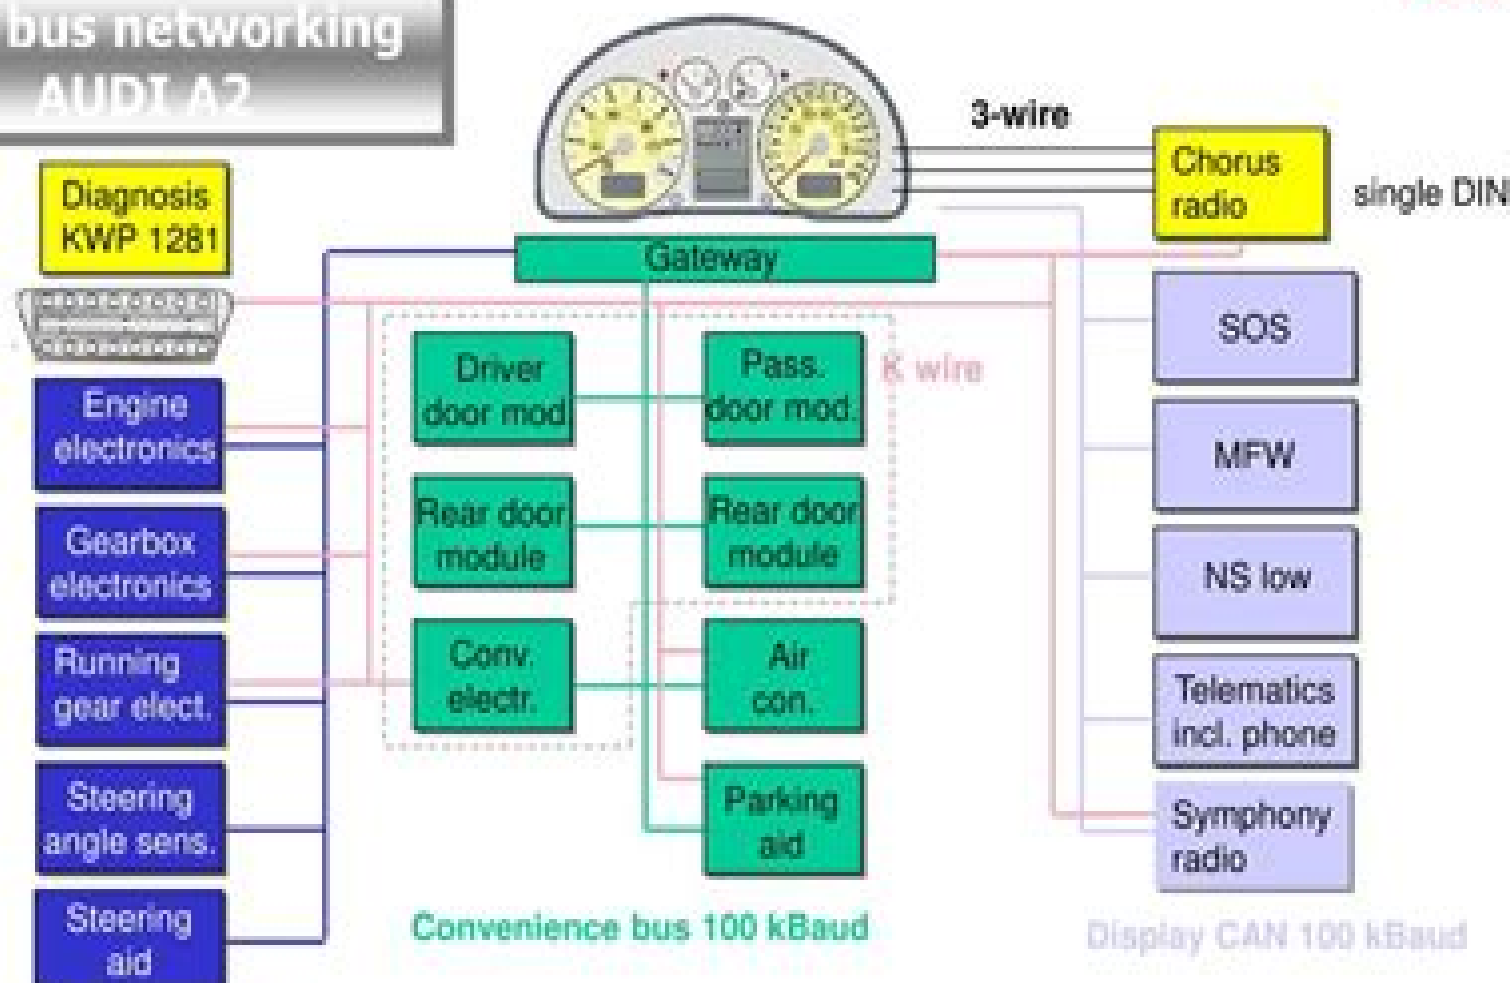 bus networking
AUDI A2
3-wire
Diagnosis
KWP 1281
Chorus
radio
single DIN
Gateway
Driver
door mod
Pass.
door mod.
K wire
SOS
Engine
electronics
MFW
Rear door
module
Rear door
module
Gearbox
electronics
NS low
Conv.
electr.
Air
con.
Running
gear elect.
Telematics
incl. phone
Steering
angle sens.
Parking
aid
Symphony
radio
Steering
aid
Convenience bus 100 kBaud
Display CAN 100 kBaud